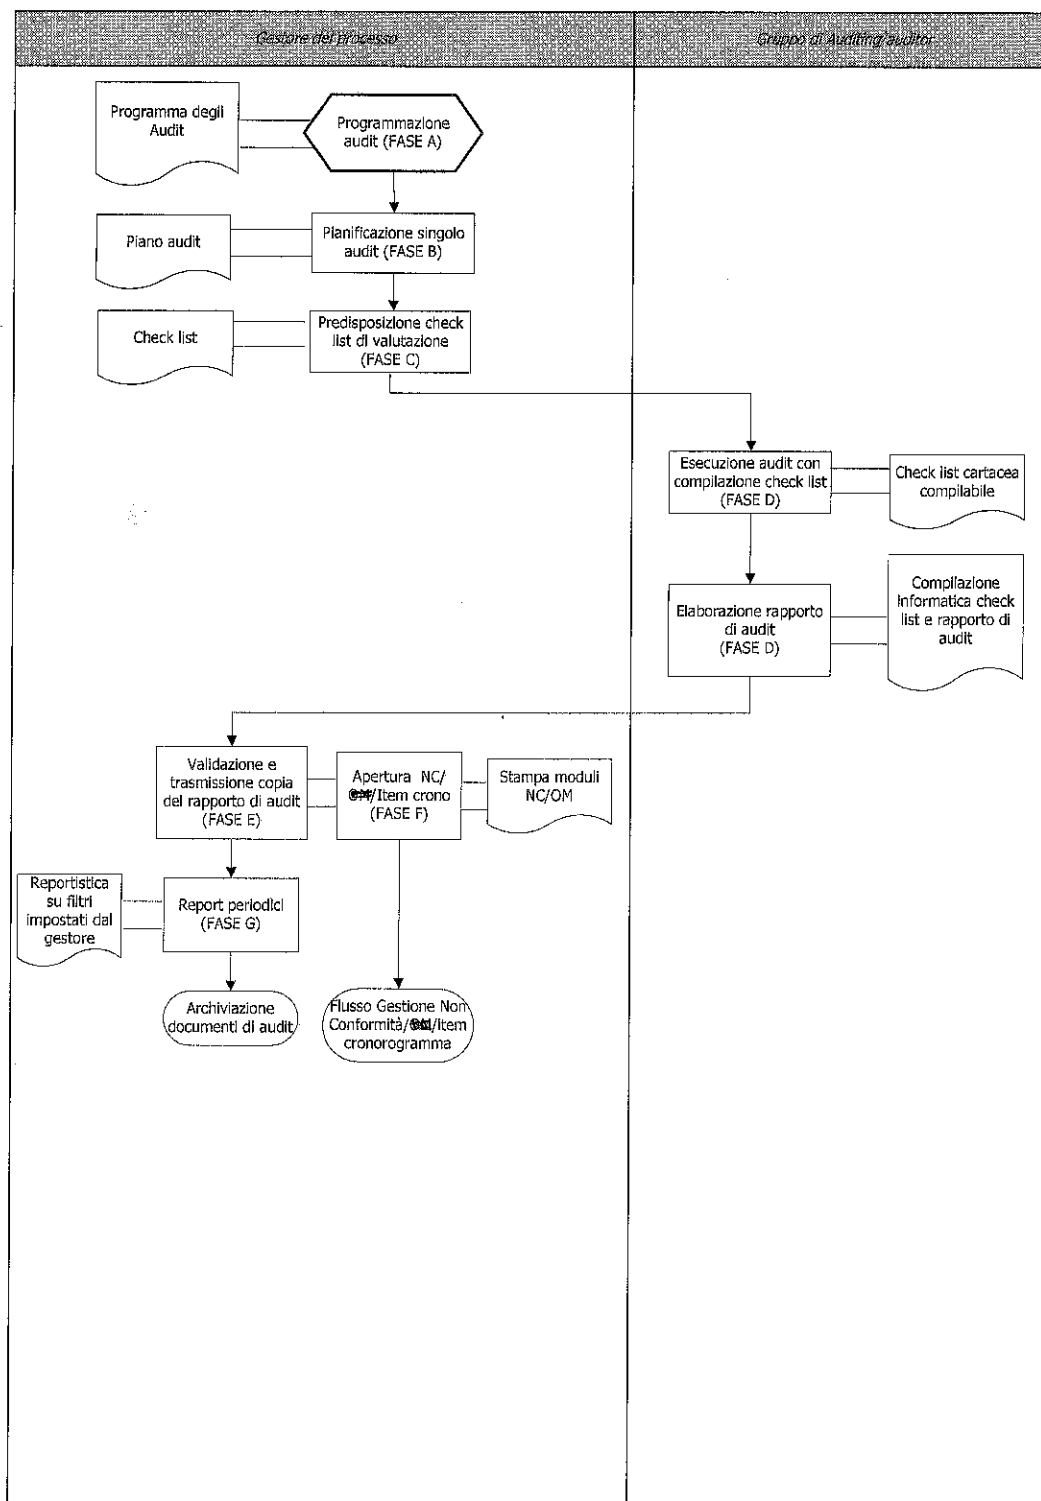 Gestore del processo
Gruppo di Auditing/auditor
Programma degli
Audit
Programmazione
audit (FASE A)
Piano audit
Pianificazione singolo
audit (FASE B)
Check list
Predisposizione check
list di valutazione
(FASE C)
Esecuzione audit con
compilazione check list
(FASE D)
Check list cartacea
compilabile
Elaborazione rapporto
di audit
(FASE D)
Compilazione
informatica check
list e rapporto di
audit
Validazione e
trasmissione copia
del rapporto di audit
(FASE E)
Apertura NC/
/Item crono
(FASE F)
Stampa moduli
NC/OM
Reportistica
su filtri
impostati dal
gestore
Report periodici
(FASE G)
Archiviazione
documenti di audit
Flusso Gestione Non
Conformità/ /Item
cronorogramma